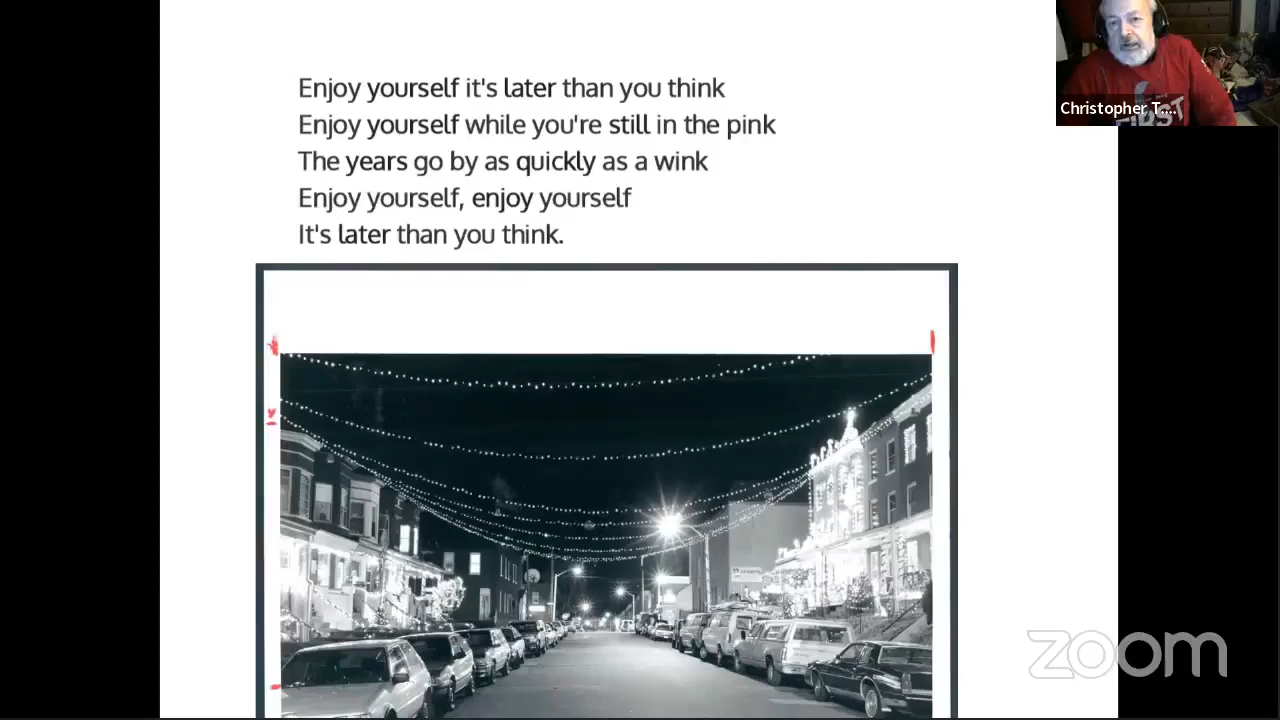 Enjoy yourself it's later than you think
Enjoy yourself while you're still in the pink
The years go by as quickly as a wink
Enjoy yourself, enjoy yourself
It's later than you think.
Christopher T....
FIRST
zoom